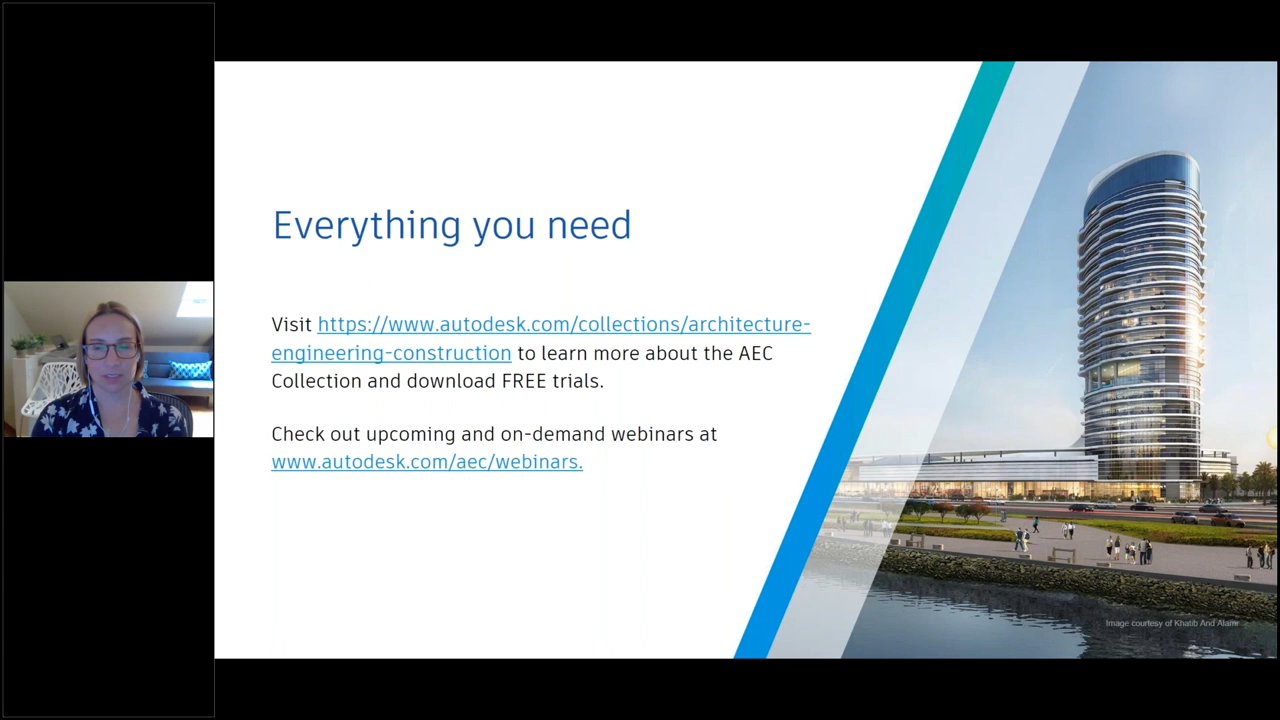 Everything you need
Visit https://www.autodesk.com/collections/architecture-
engineering-construction to learn more about the AEC
Collection and download FREE trials.
Check out upcoming and on-demand webinars at
www.autodesk.com/aec/webinars.
Image courtesy of Khatib And Alami